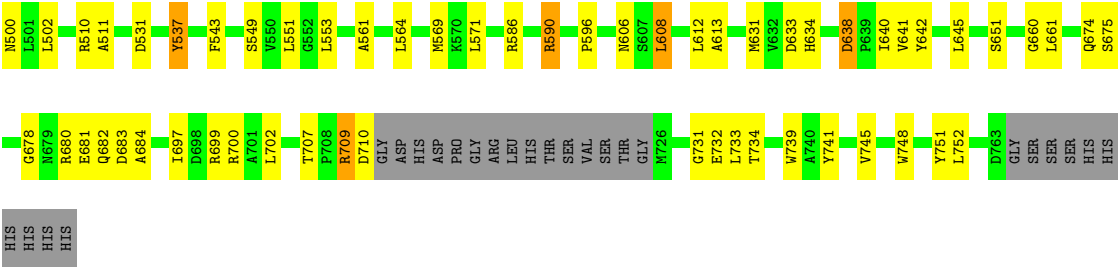 N500 L501 L502 R510 A511 D531 Y537 F543 S549 V550 L551 G552 L553 A561 L564 M569 K570 L571 R586 R590 P596 N606 S607 L608 L612 A613 M631 V632 D633 H634 D638 P639 I640 V641 Y642 L645 S651 G660 L661 Q674 S675
G678 N679 R680 E681 Q682 D683 A684 I697 D698 R699 R700 A701 L702 T707 P708 R709 D710 GLY ASP HIS ASP PRO GLY ARG LEU HIS THR SER VAL SER THR GLY M726 G731 E732 L733 T734 W739 A740 Y741 V745 W748 Y751 L752 D763 GLY SER SER SER HIS HIS
HIS HIS HIS HIS